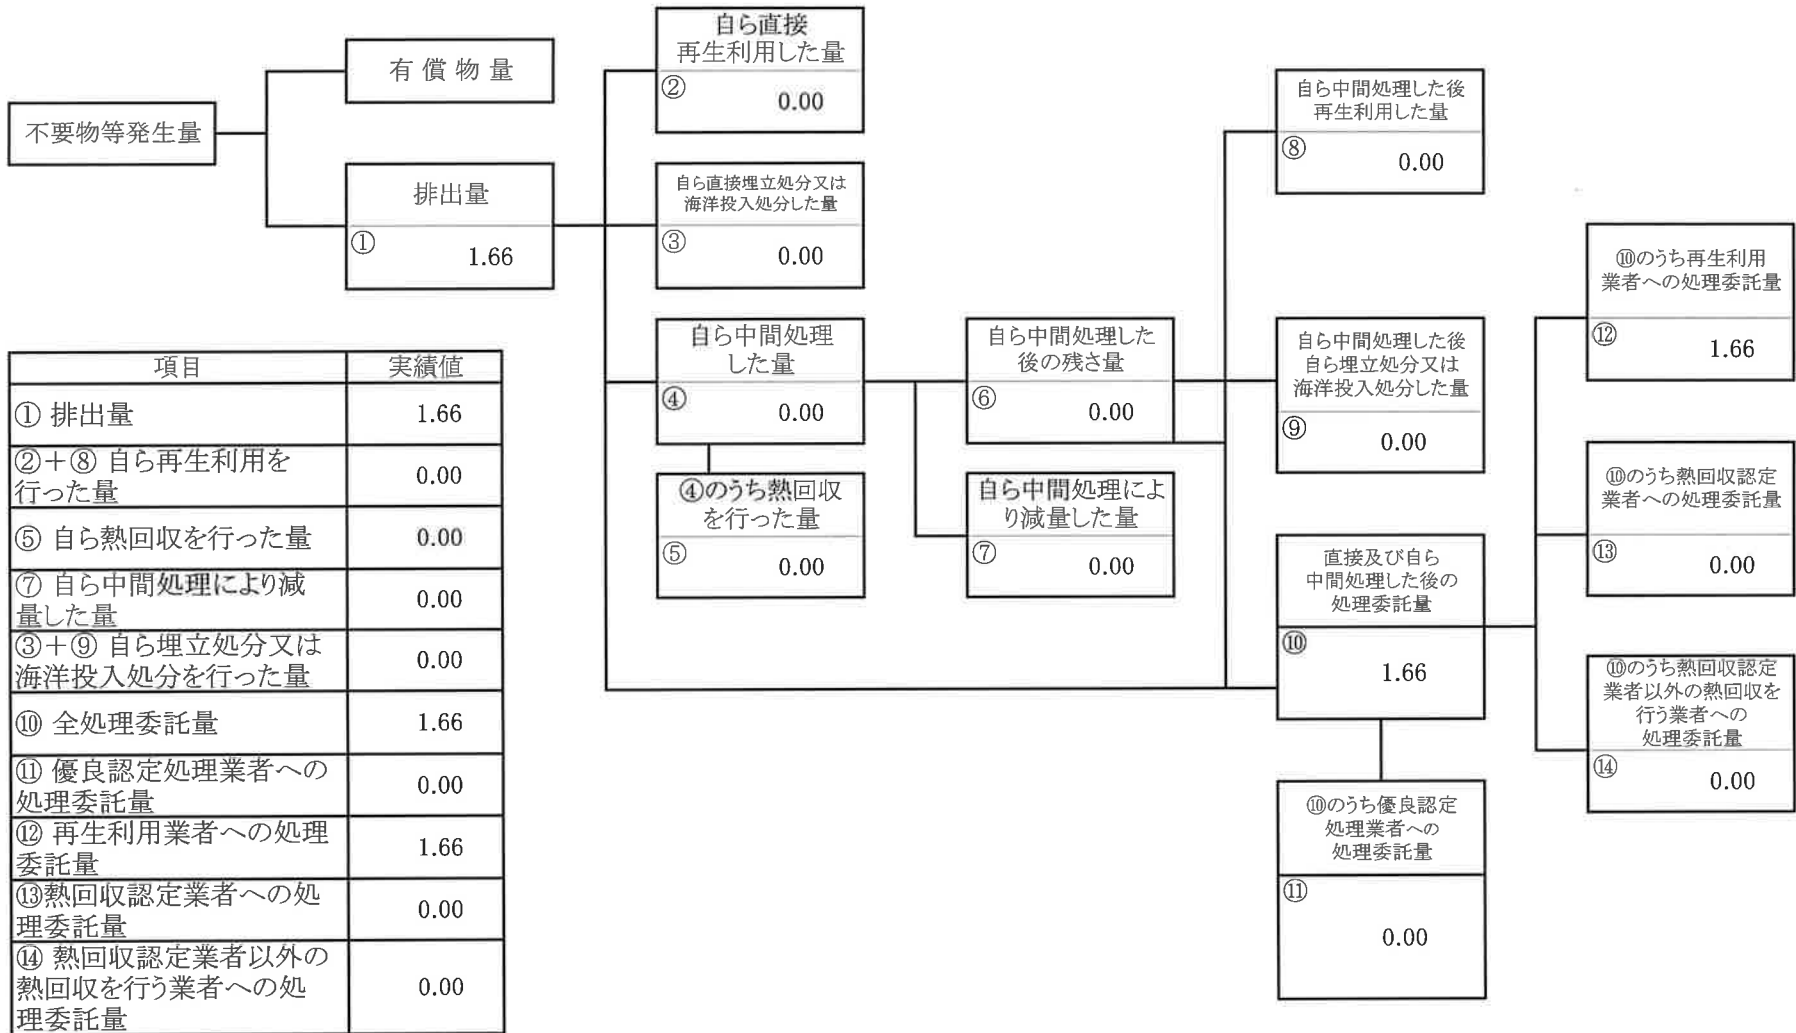 不要物等発生量
有償物量
排出量
①
1.66
自ら直接
再生利用した量
②
0.00
自ら直接埋立処分又は
海洋投入処分した量
③
0.00
自ら中間処理
した量
④
0.00
④のうち熱回収
を行った量
⑤
0.00
自ら中間処理した
後の残さ量
⑥
0.00
自ら中間処理によ
り減量した量
⑦
0.00
自ら中間処理した後
再生利用した量
⑧
0.00
自ら中間処理した後
自ら埋立処分又は
海洋投入処分した量
⑨
0.00
直接及び自ら
中間処理した後の
処理委託量
⑩
1.66
⑩のうち優良認定
処理業者への
処理委託量
⑪
0.00
⑩のうち再生利用
業者への処理委託量
⑫
1.66
⑩のうち熱回収認定
業者への処理委託量
⑬
0.00
⑩のうち熱回収認定
業者以外の熱回収を
行う業者への
処理委託量
⑭
0.00
項目 実績値
① 排出量 1.66
②+⑧ 自ら再生利用を
行った量 0.00
⑤ 自ら熱回収を行った量 0.00
⑦ 自ら中間処理により減
量した量 0.00
③+⑨ 自ら埋立処分又は
海洋投入処分を行った量 0.00
⑩ 全処理委託量 1.66
⑪ 優良認定処理業者への
処理委託量 0.00
⑫ 再生利用業者への処理
委託量 1.66
⑬熱回収認定業者への処
理委託量 0.00
⑭ 熱回収認定業者以外の
熱回収を行う業者への処
理委託量 0.00